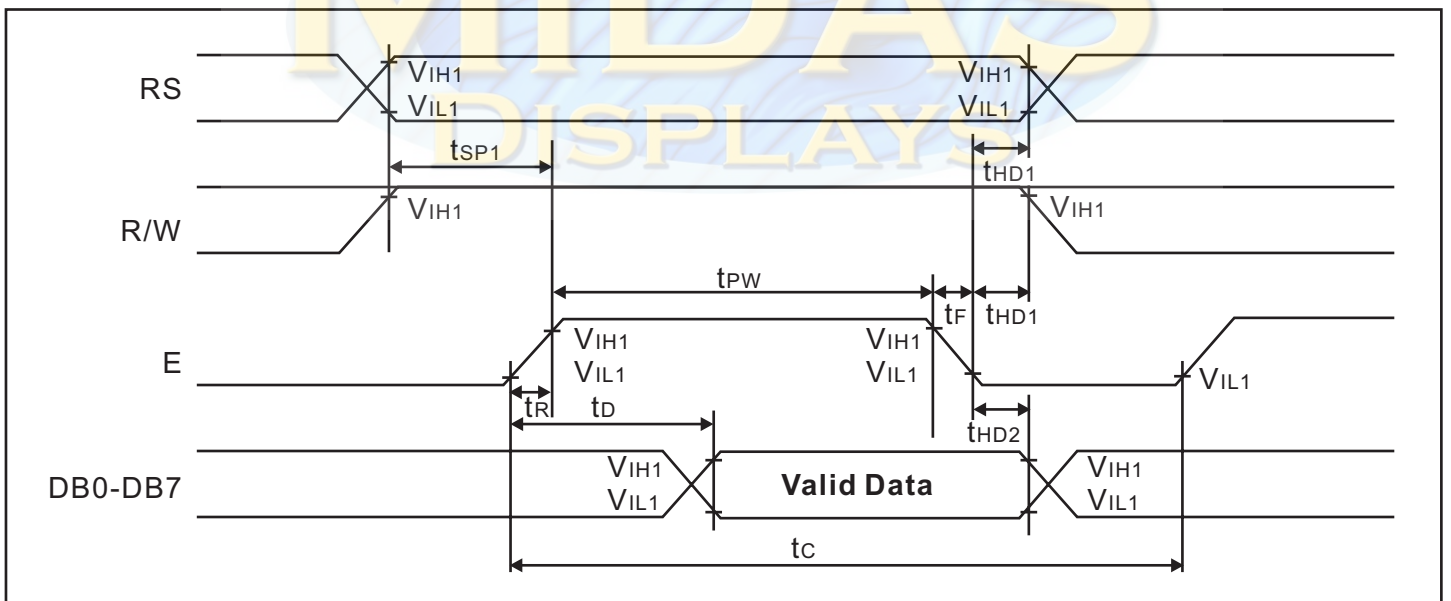 MIDAS
DISPLAYS
RS
VIH1
VIL1
VIH1
VIL1
tSP1
tHD1
R/W
VIH1
VIH1
tPW
tF
tHD1
E
VIH1
VIL1
VIH1
VIL1
VIL1
tR
tD
tHD2
DB0-DB7
VIH1
VIL1
Valid Data
VIH1
VIL1
tC